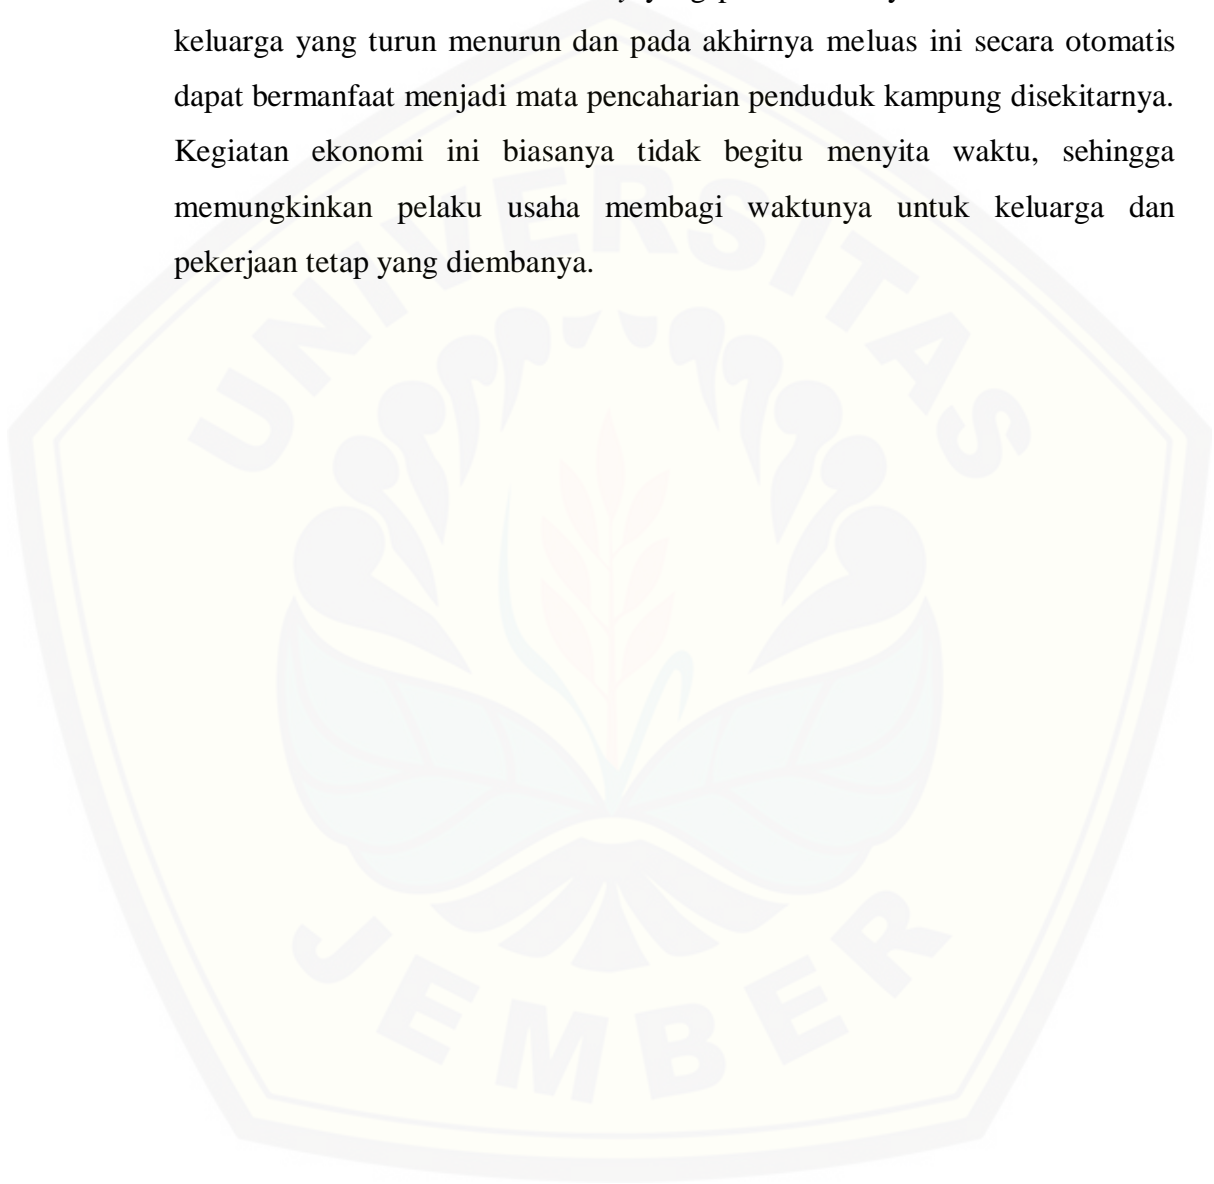 keluarga yang turun menurun dan pada akhirnya meluas ini secara otomatis
dapat bermanfaat menjadi mata pencaharian penduduk kampung disekitarnya.
Kegiatan ekonomi ini biasanya tidak begitu menyita waktu, sehingga
memungkinkan pelaku usaha membagi waktunya untuk keluarga dan
pekerjaan tetap yang diembanya.
UNIVERSITAS
JEMBER